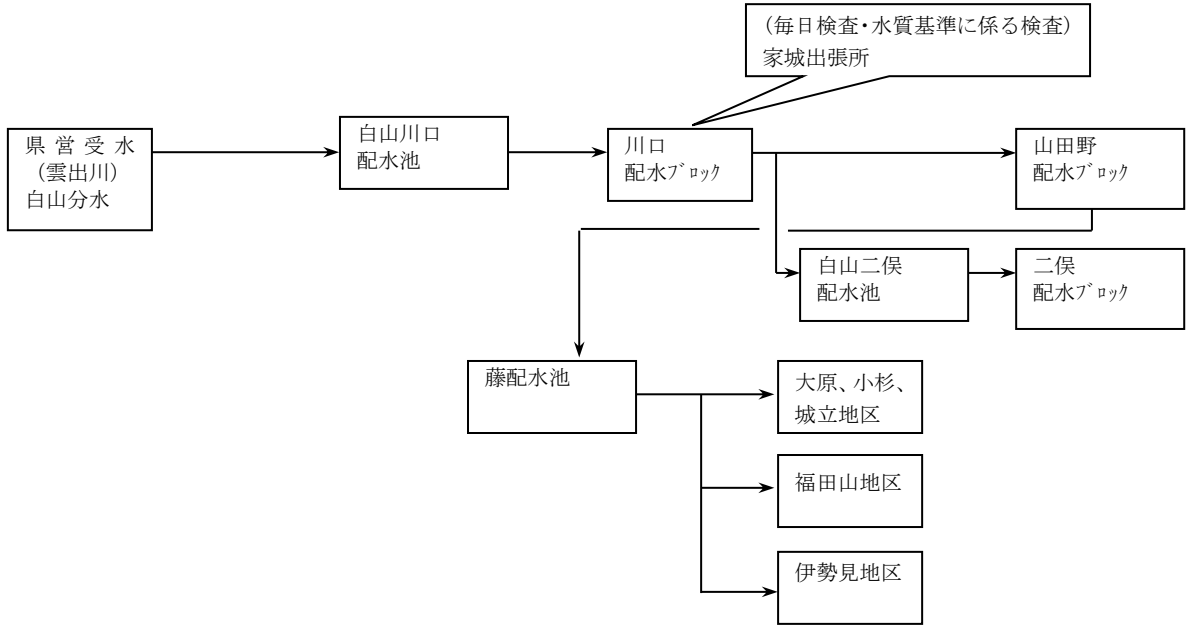 （毎日検査・水質基準に係る検査）
家城出張所
県営受水
（雲出川）
白山分水
白山川口
配水池
川口
配水ﾌﾞﾛｯｸ
山田野
配水ﾌﾞﾛｯｸ
白山二俣
配水池
二俣
配水ﾌﾞﾛｯｸ
藤配水池
大原、小杉、
城立地区
福田山地区
伊勢見地区